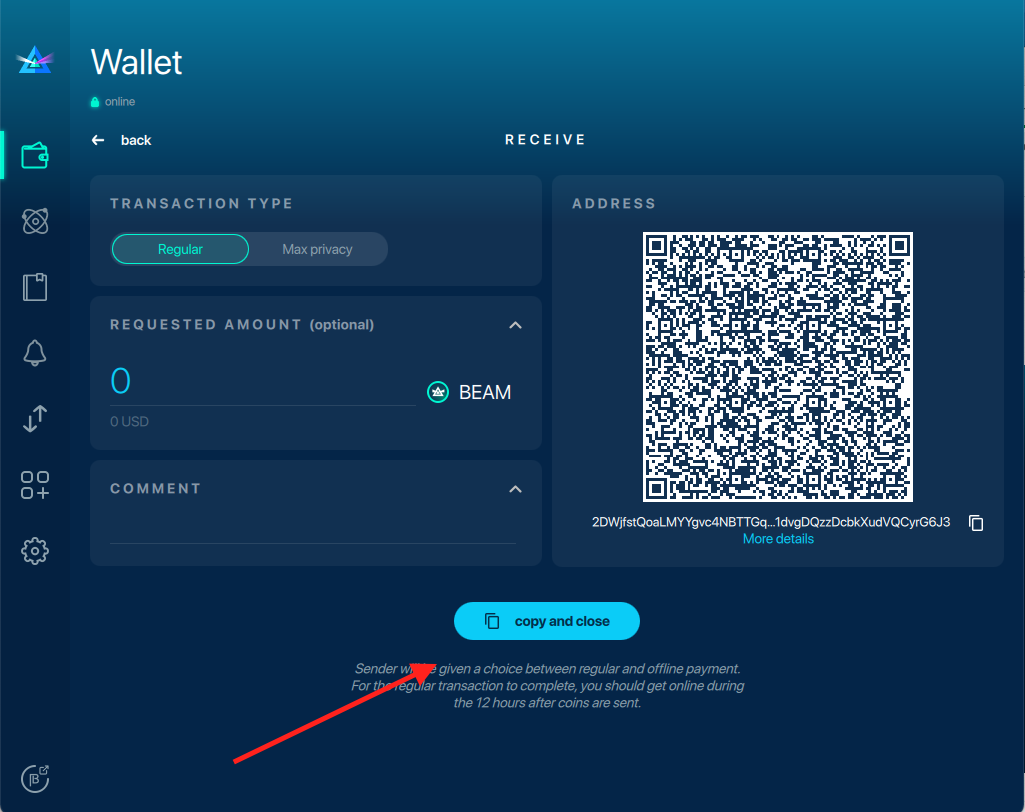 Wallet
online
back
RECEIVE
TRANSACTION TYPE
Regular
Max privacy
REQUESTED AMOUNT (optional)
0
BEAM
0 USD
COMMENT
ADDRESS
2DWjfstQoaLMYYgvc4NBTTGq...1dvgDQzzDcbkXudVQCyrG6J3
More details
copy and close
Sender given a choice between regular and offline payment.
For the regular transaction to complete, you should get online during
the 12 hours after coins are sent.